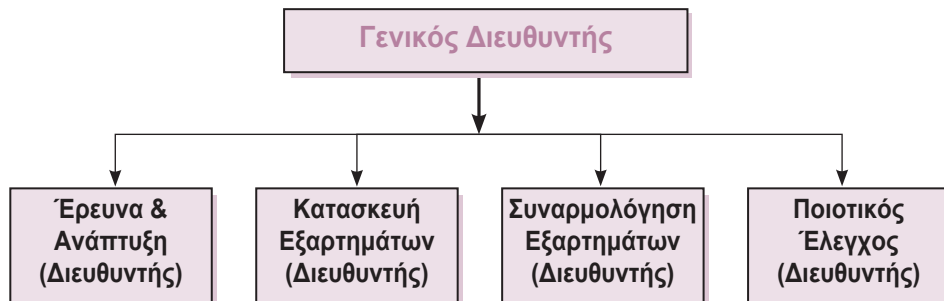 Γενικός Διευθυντής
Έρευνα &
Ανάπτυξη
(Διευθυντής)
Κατασκευή
Εξαρτημάτων
(Διευθυντής)
Συναρμολόγηση
Εξαρτημάτων
(Διευθυντής)
Ποιοτικός
Έλεγχος
(Διευθυντής)